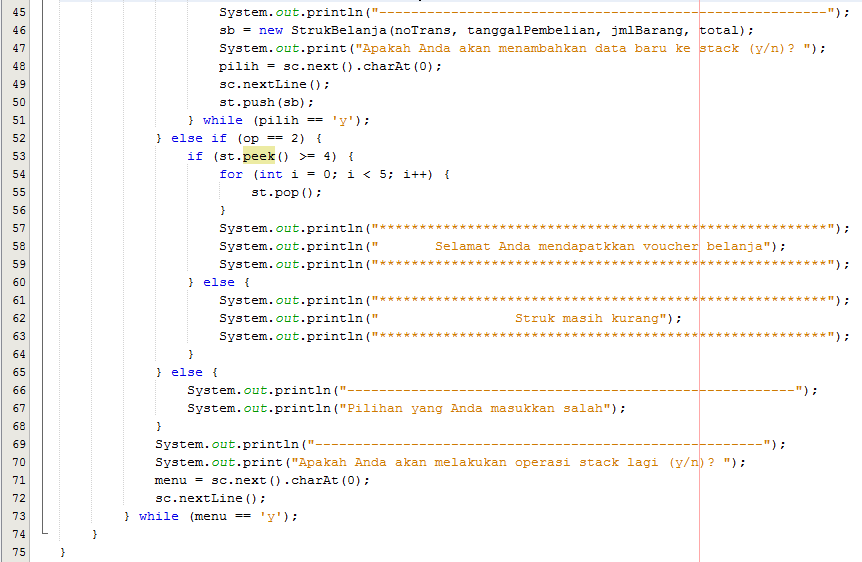 45 System.out.println("--------------------------------------------------------");
46 sb = new StrukBelanja(noTrans, tanggalPembelian, jmlBarang, total);
47 System.out.print("Apakah Anda akan menambahkan data baru ke stack (y/n)? ");
48 pilih = sc.next().charAt(0);
49 sc.nextLine();
50 st.push(sb);
51 } while (pilih == 'y');
52 } else if (op == 2) {
53 if (st.peek() >= 4) {
54 for (int i = 0; i < 5; i++) {
55 st.pop();
56 }
57 System.out.println("********************************************************");
58 System.out.println("       Selamat Anda mendapatkkan voucher belanja");
59 System.out.println("********************************************************");
60 } else {
61 System.out.println("********************************************************");
62 System.out.println("                 Struk masih kurang");
63 System.out.println("********************************************************");
64 }
65 } else {
66 System.out.println("--------------------------------------------------------");
67 System.out.println("Pilihan yang Anda masukkan salah");
68 }
69 System.out.println("--------------------------------------------------------");
70 System.out.print("Apakah Anda akan melakukan operasi stack lagi (y/n)? ");
71 menu = sc.next().charAt(0);
72 sc.nextLine();
73 } while (menu == 'y');
74 }
75 }